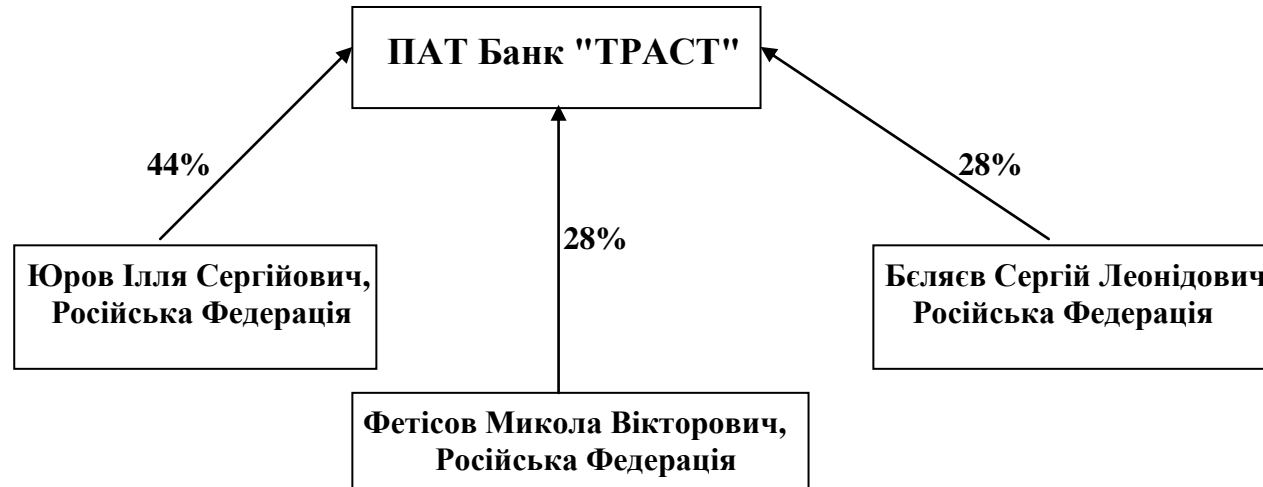 ПАТ Банк "ТРАСТ"
44%
28%
28%
Юров Ілля Сергійович,
Російська Федерація
Бєляєв Сергій Леонідович
Російська Федерація
Фетісов Микола Вікторович,
Російська Федерація